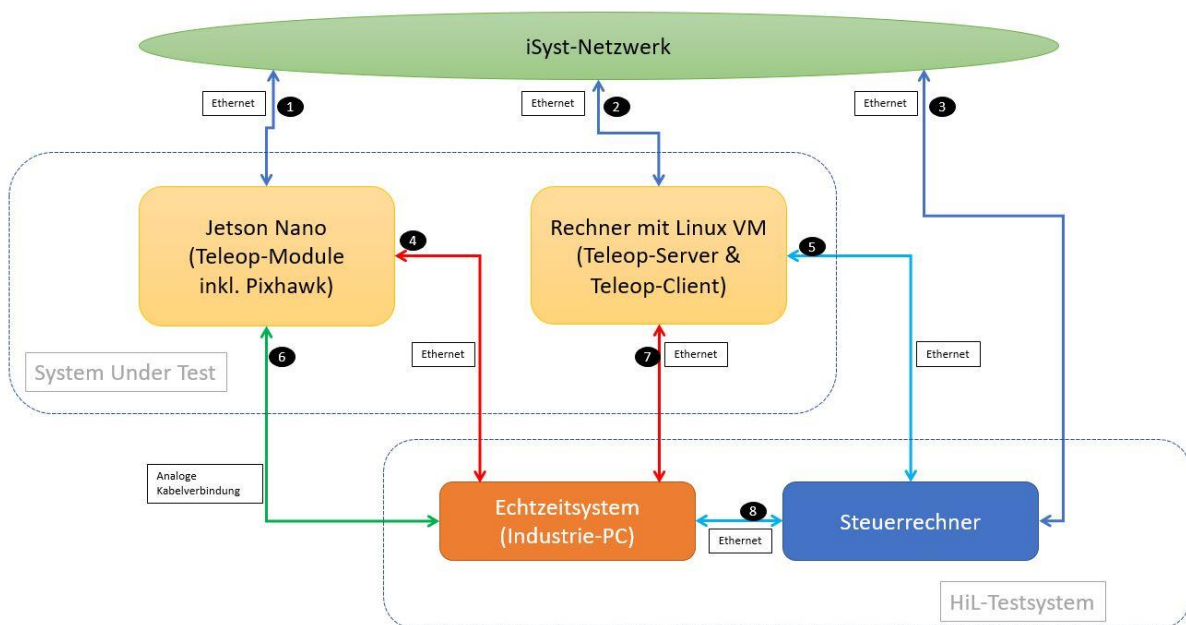 iSyst-Netzwerk
Ethernet
1
Ethernet
2
Ethernet
3
Jetson Nano
(Teleop-Module
inkl. Pixhawk)
4
Rechner mit Linux VM
(Teleop-Server &
Teleop-Client)
5
6
Ethernet
7
Ethernet
Ethernet
System Under Test
Analoge
Kabelverbindung
Echtzeitsystem
(Industrie-PC)
8
Ethernet
Steuerrechner
HiL-Testsystem